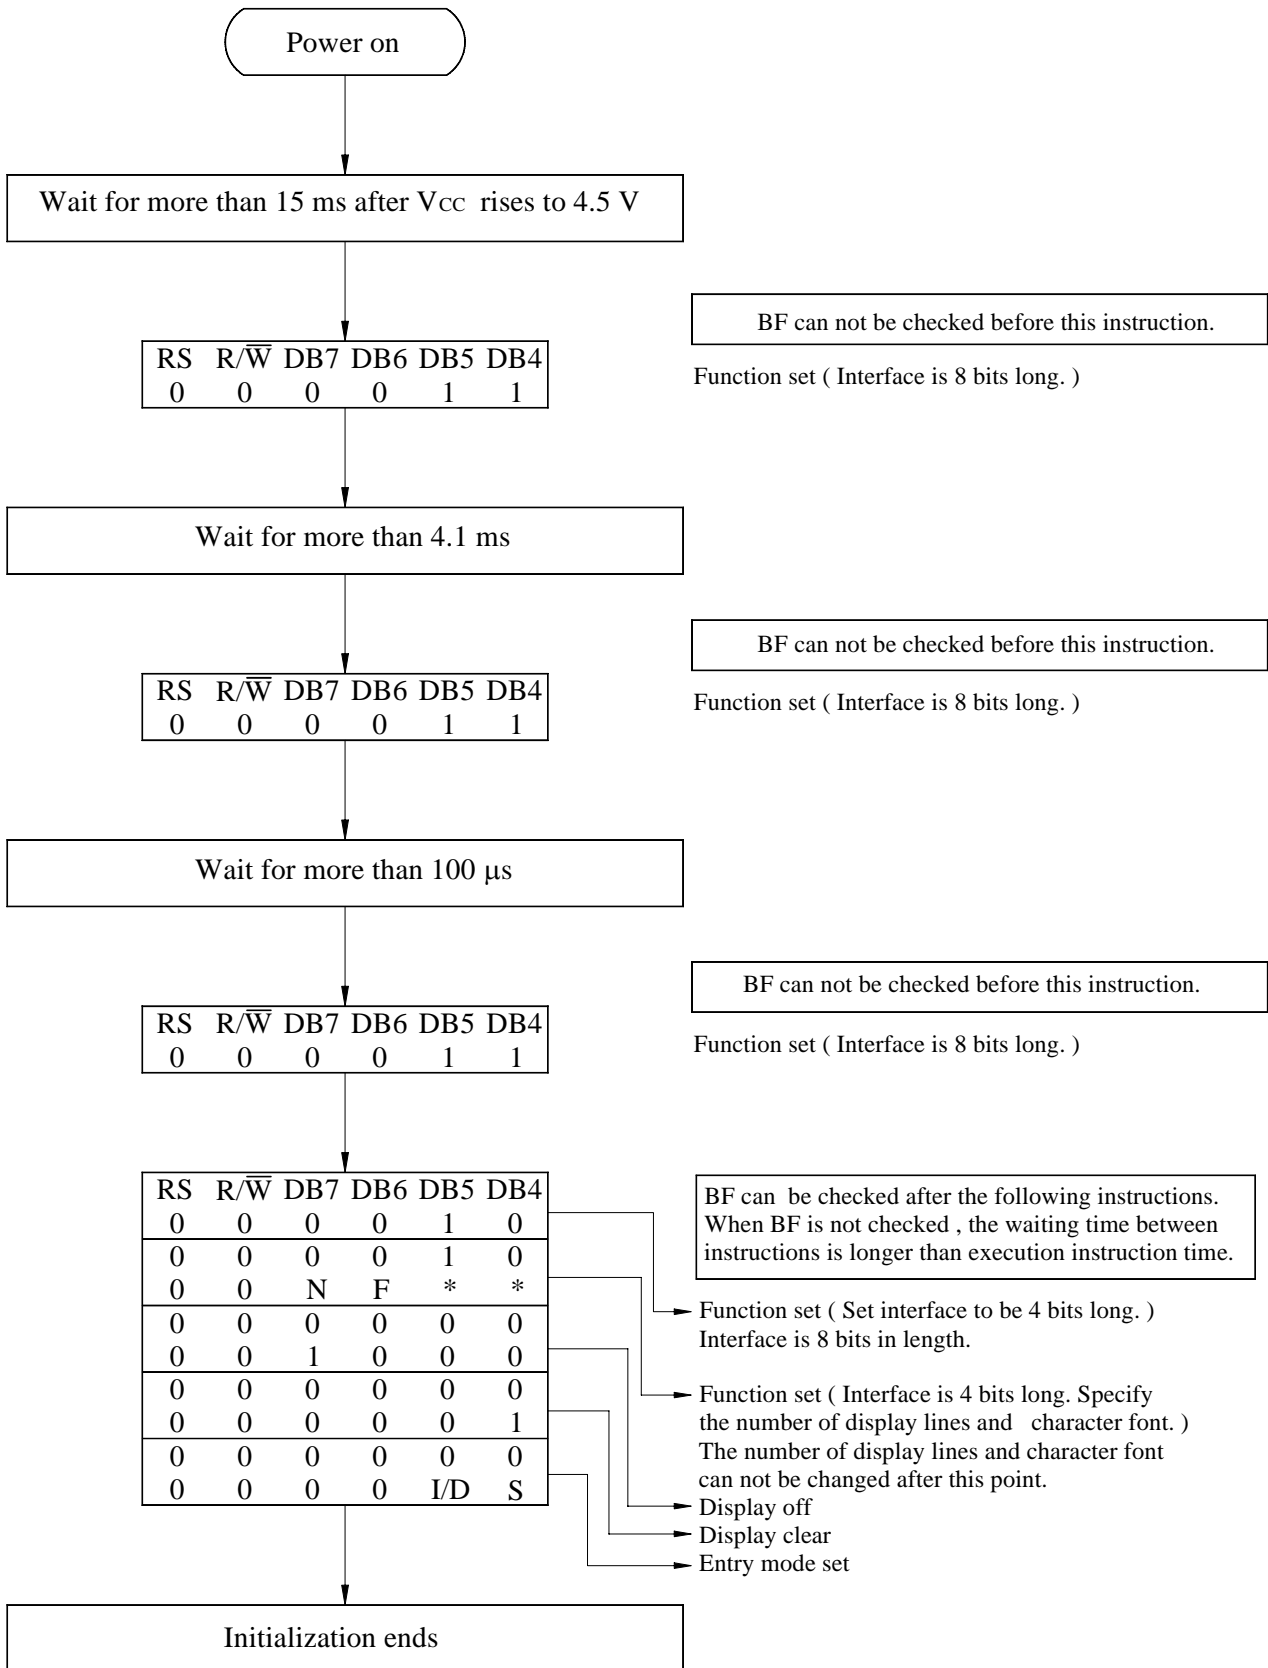 Power on
Wait for more than 15 ms after VCC rises to 4.5 V
BF can not be checked before this instruction.
RS R/W̅ DB7 DB6 DB5 DB4
0 0 0 0 1 1
Function set ( Interface is 8 bits long. )
Wait for more than 4.1 ms
BF can not be checked before this instruction.
RS R/W̅ DB7 DB6 DB5 DB4
0 0 0 0 1 1
Function set ( Interface is 8 bits long. )
Wait for more than 100 μs
BF can not be checked before this instruction.
RS R/W̅ DB7 DB6 DB5 DB4
0 0 0 0 1 1
Function set ( Interface is 8 bits long. )
RS R/W̅ DB7 DB6 DB5 DB4
0 0 0 0 1 0
0 0 0 0 1 0
0 0 N F * *
0 0 0 0 0 0
0 0 1 0 0 0
0 0 0 0 0 0
0 0 0 0 0 1
0 0 0 0 0 0
0 0 0 0 I/D S
BF can be checked after the following instructions.
When BF is not checked , the waiting time between
instructions is longer than execution instruction time.
Function set ( Set interface to be 4 bits long. )
Interface is 8 bits in length.
Function set ( Interface is 4 bits long. Specify
the number of display lines and character font. )
The number of display lines and character font
can not be changed after this point.
Display off
Display clear
Entry mode set
Initialization ends